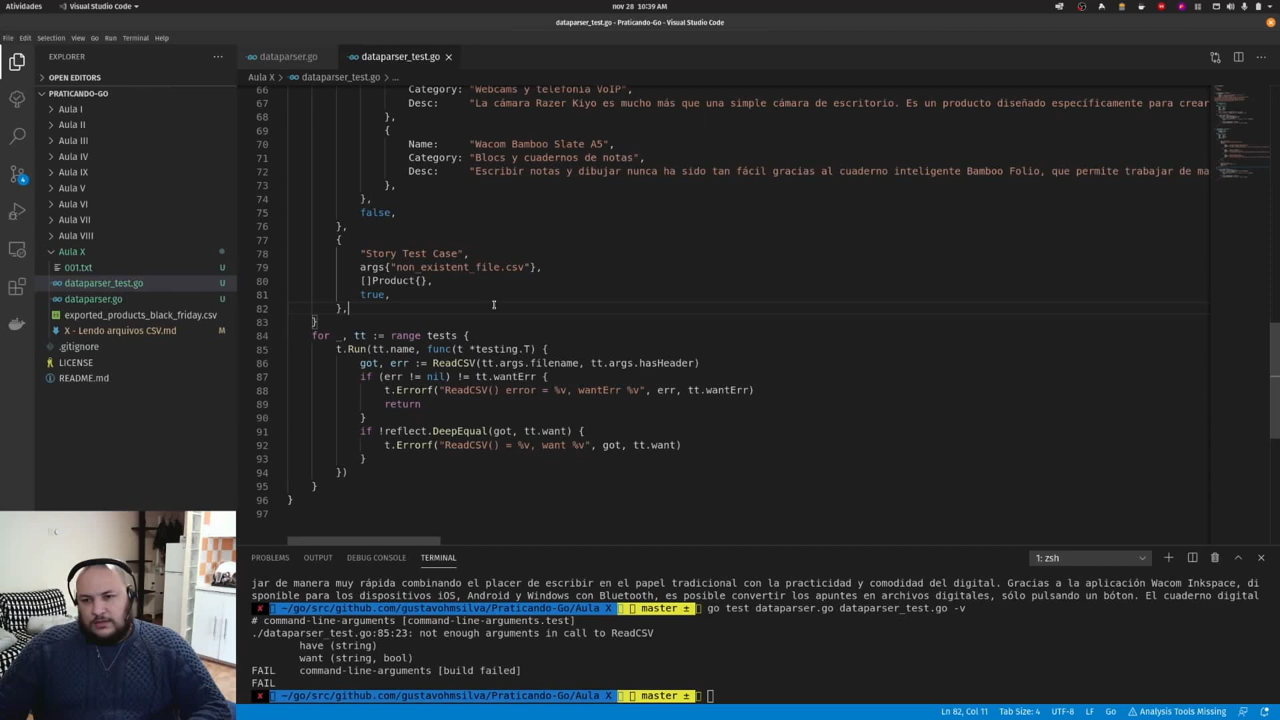 Atividades
Visual Studio Code
nov 28 10:39 AM
dataparser_test.go - Praticando-Go - Visual Studio Code
File Edit Selection View Go Run Terminal Help
EXPLORER
OPEN EDITORS
PRATICANDO-GO
Aula I
Aula II
Aula III
Aula IV
Aula IX
Aula V
Aula VI
Aula VII
Aula VIII
Aula X
001.txt U
dataparser_test.go U
dataparser.go U
exported_products_black_friday.csv U
X - Lendo arquivos CSV.md M
.gitignore
LICENSE
README.md
4
dataparser.go
dataparser_test.go
Aula X > dataparser_test.go > ...
66 Category: "Webcams y telefonía VoIP",
67 Desc: "La cámara Razer Kiyo es mucho más que una simple cámara de escritorio. Es un producto diseñado específicamente para crear
68 },
69 {
70 Name: "Wacom Bamboo Slate A5",
71 Category: "Blocs y cuadernos de notas",
72 Desc: "Escribir notas y dibujar nunca ha sido tan fácil gracias al cuaderno inteligente Bamboo Folio, que permite trabajar de ma
73 },
74 },
75 false,
76 },
77 {
78 "Story Test Case",
79 args{"non_existent_file.csv"},
80 []Product{},
81 true,
82 },
83 }
84 for _, tt := range tests {
85 t.Run(tt.name, func(t *testing.T) {
86 got, err := ReadCSV(tt.args.filename, tt.args.hasHeader)
87 if (err != nil) != tt.wantErr {
88 t.Errorf("ReadCSV() error = %v, wantErr %v", err, tt.wantErr)
89 return
90 }
91 if !reflect.DeepEqual(got, tt.want) {
92 t.Errorf("ReadCSV() = %v, want %v", got, tt.want)
93 }
94 })
95 }
96 }
97
PROBLEMS OUTPUT DEBUG CONSOLE TERMINAL
1: zsh
jar de manera muy rápida combinando el placer de escribir en el papel tradicional con la practicidad y comodidad del digital. Gracias a la aplicación Wacom Inkspace, di
sponible para los dispositivos iOS, Android y Windows con Bluetooth, es posible convertir los apuntes en archivos digitales, sólo pulsando un bóton. El cuaderno digital
✘ ~/go/src/github.com/gustavohmsilva/Praticando-Go/Aula X master ± go test dataparser.go dataparser_test.go -v
# command-line-arguments [command-line-arguments.test]
./dataparser_test.go:85:23: not enough arguments in call to ReadCSV
have (string)
want (string, bool)
FAIL command-line-arguments [build failed]
FAIL
✘ ~/go/src/github.com/gustavohmsilva/Praticando-Go/Aula X master ±
Ln 82, Col 11 Tab Size: 4 UTF-8 LF Go Analysis Tools Missing